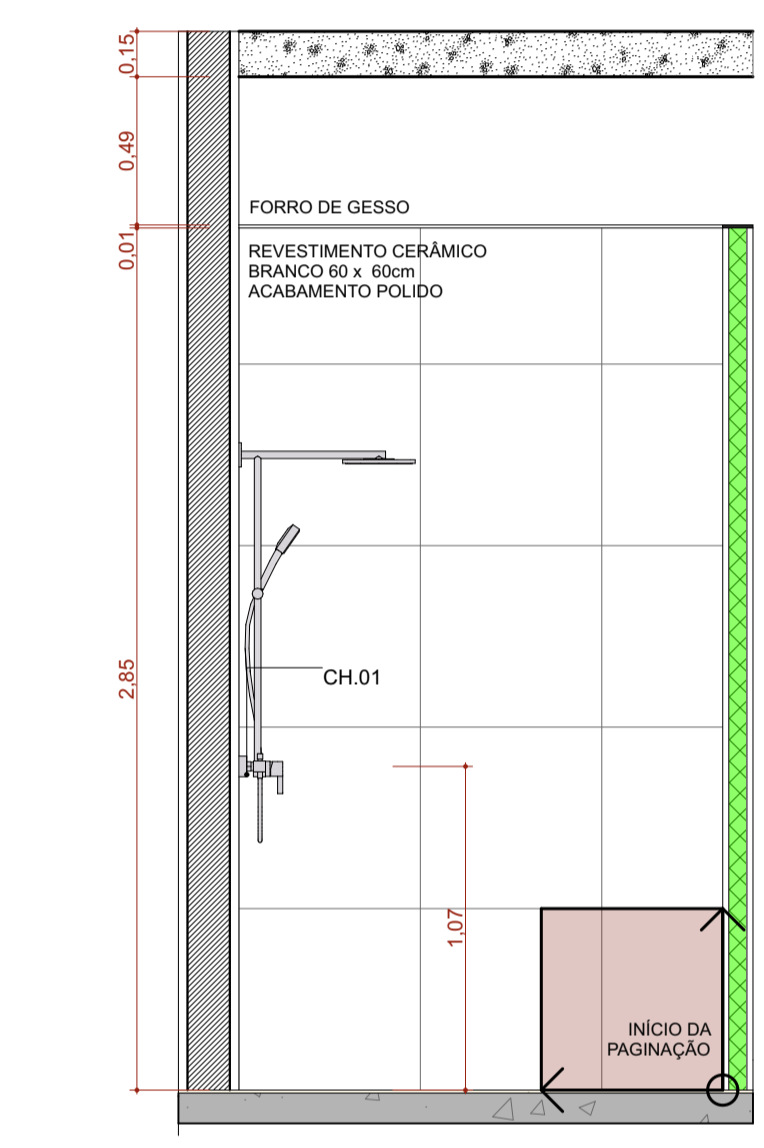 0,15
0,49
FORRO DE GESSO
0,01
REVESTIMENTO CERÂMICO
BRANCO 60 x 60cm
ACABAMENTO POLIDO
2,85
CH.01
1,07
INÍCIO DA
PAGINAÇÃO